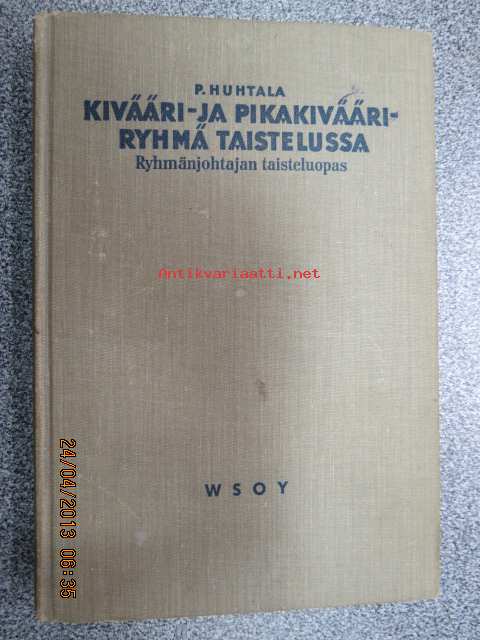 P. HUHTALA
KIVÄÄRI-JA PIKAKIVÄÄRI-
RYHMÄ TAISTELUSSA
Ryhmänjohtajan taisteluopas
Antikvariaatti.net
WSOY
24/04/2013 06:35